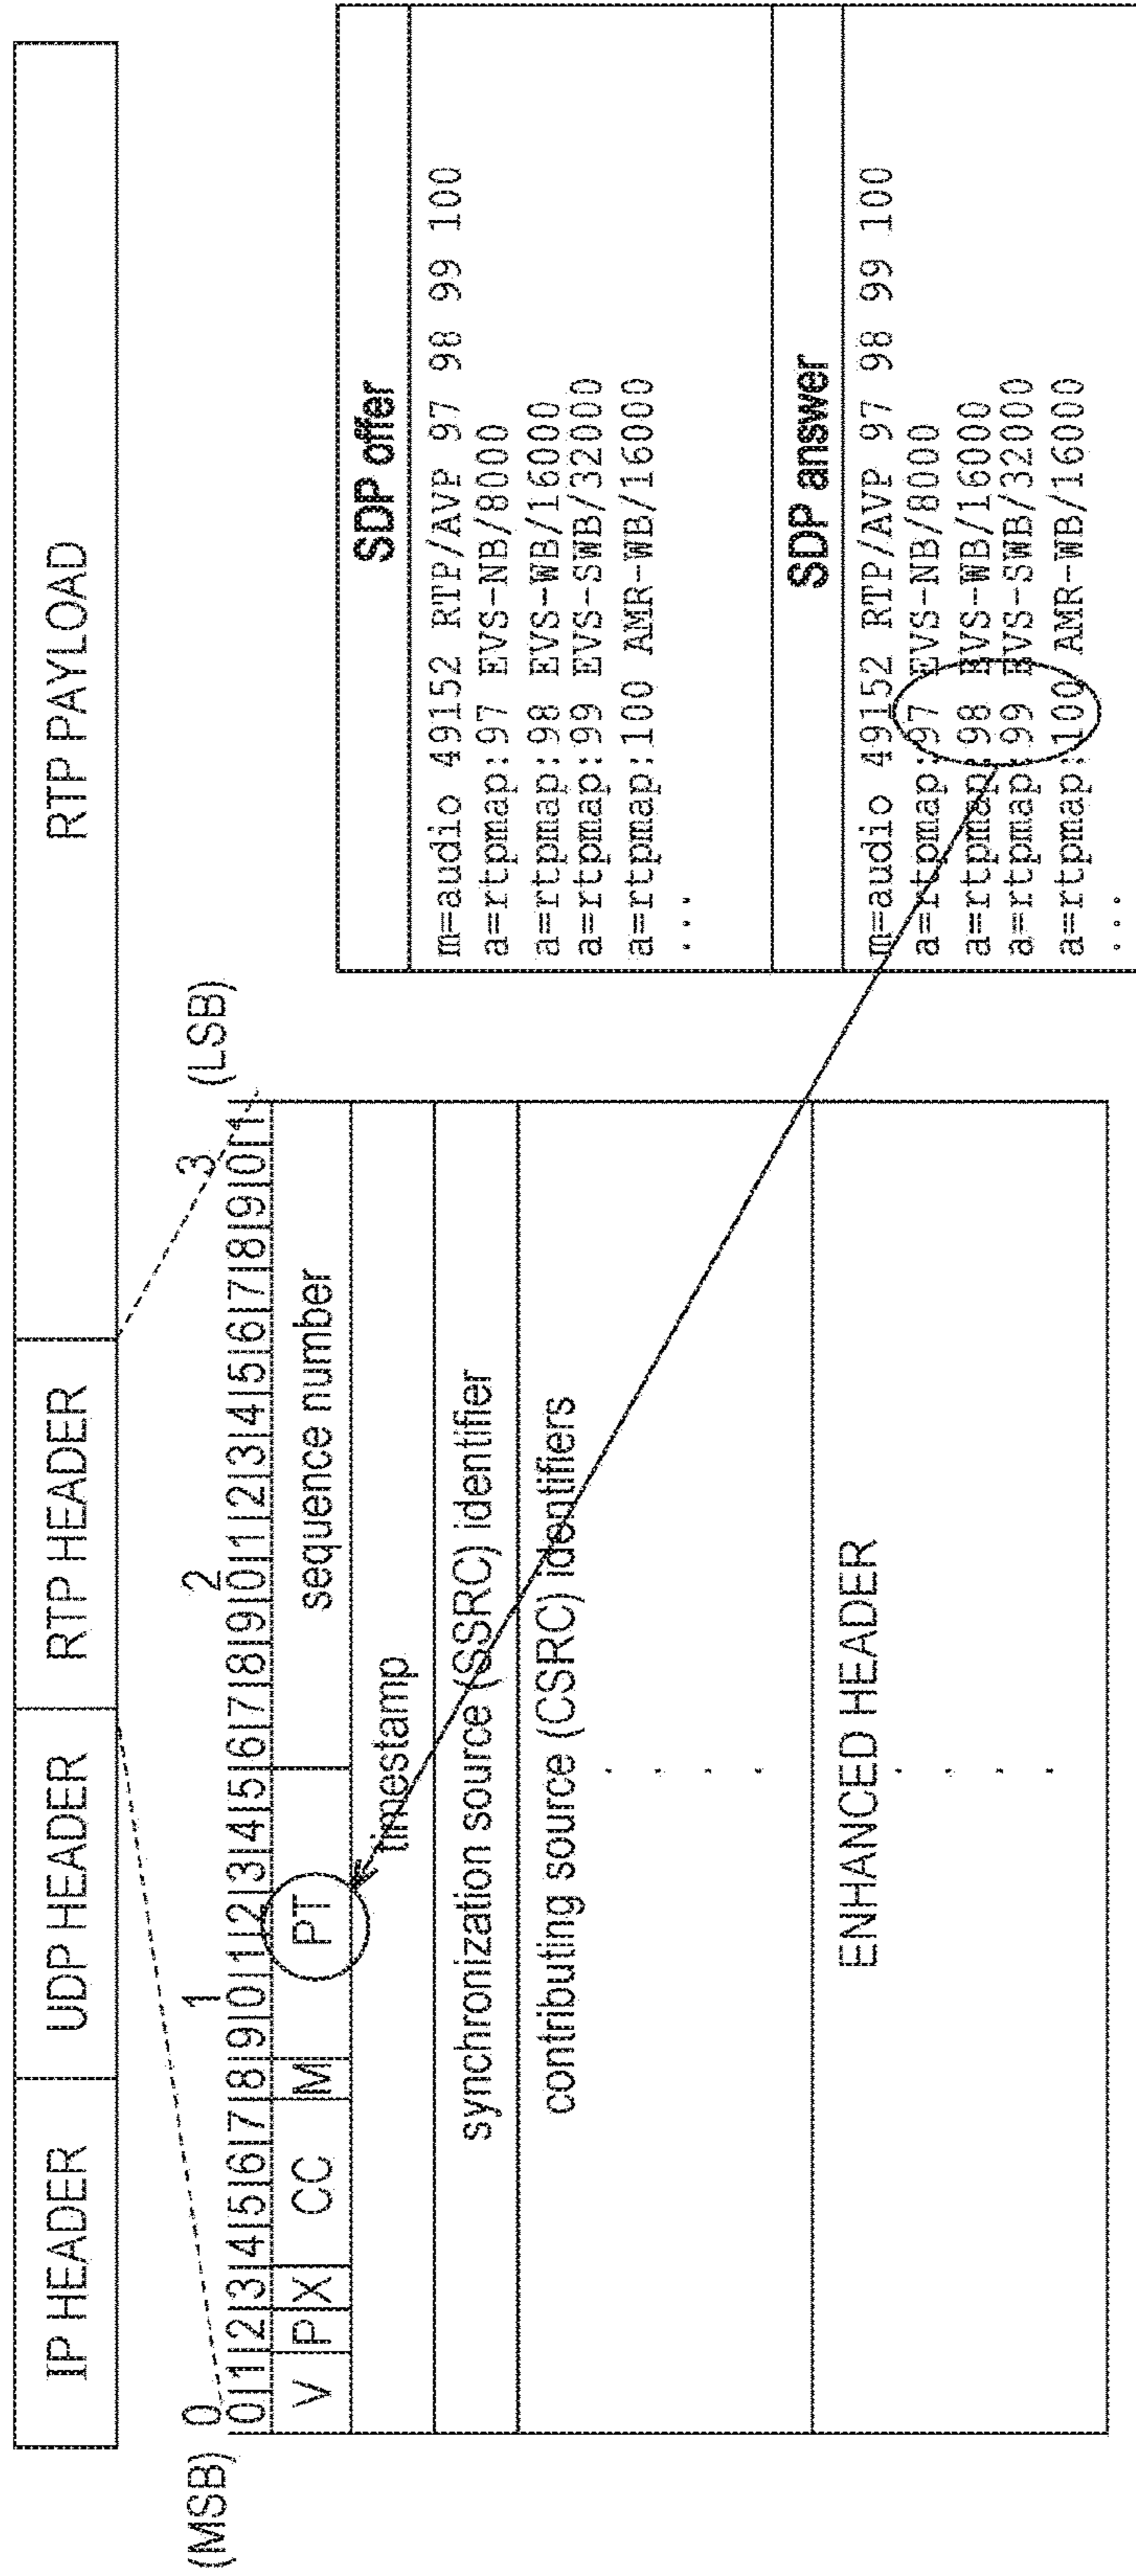 IP HEADER UDP HEADER RTP HEADER RTP PAYLOAD
(MSB) 0 1 2 3 (LSB)
0|1|2|3|4|5|6|7|8|9|0|1|2|3|4|5|6|7|8|9|0|1|2|3|4|5|6|7|8|9|0|1
V P X CC M PT sequence number
timestamp
synchronization source (SSRC) identifier
contributing source (CSRC) identifiers
ENHANCED HEADER
SDP offer
m=audio 49152 RTP/AVP 97 98 99 100
a=rtpmap:97 EVS-NB/8000
a=rtpmap:98 EVS-WB/16000
a=rtpmap:99 EVS-SWB/32000
a=rtpmap:100 AMR-WB/16000
...
SDP answer
m=audio 49152 RTP/AVP 97 98 99 100
a=rtpmap:97 EVS-NB/8000
a=rtpmap:98 EVS-WB/16000
a=rtpmap:99 EVS-SWB/32000
a=rtpmap:100 AMR-WB/16000
...